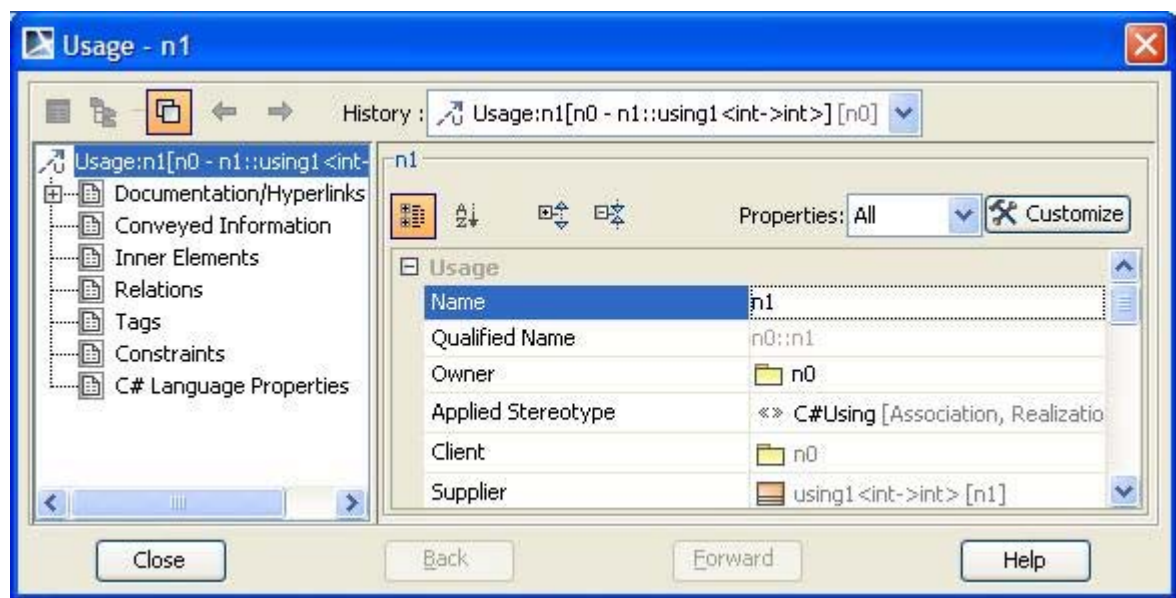 Usage - n1
History : Usage:n1[n0 - n1::using1<int->int>] [n0]
Usage:n1[n0 - n1::using1<int-
Documentation/Hyperlinks
Conveyed Information
Inner Elements
Relations
Tags
Constraints
C# Language Properties
n1
Properties: All Customize
Usage
Name n1
Qualified Name n0::n1
Owner n0
Applied Stereotype «» C#Using [Association, Realizatio
Client n0
Supplier using1<int->int> [n1]
Close Back Forward Help